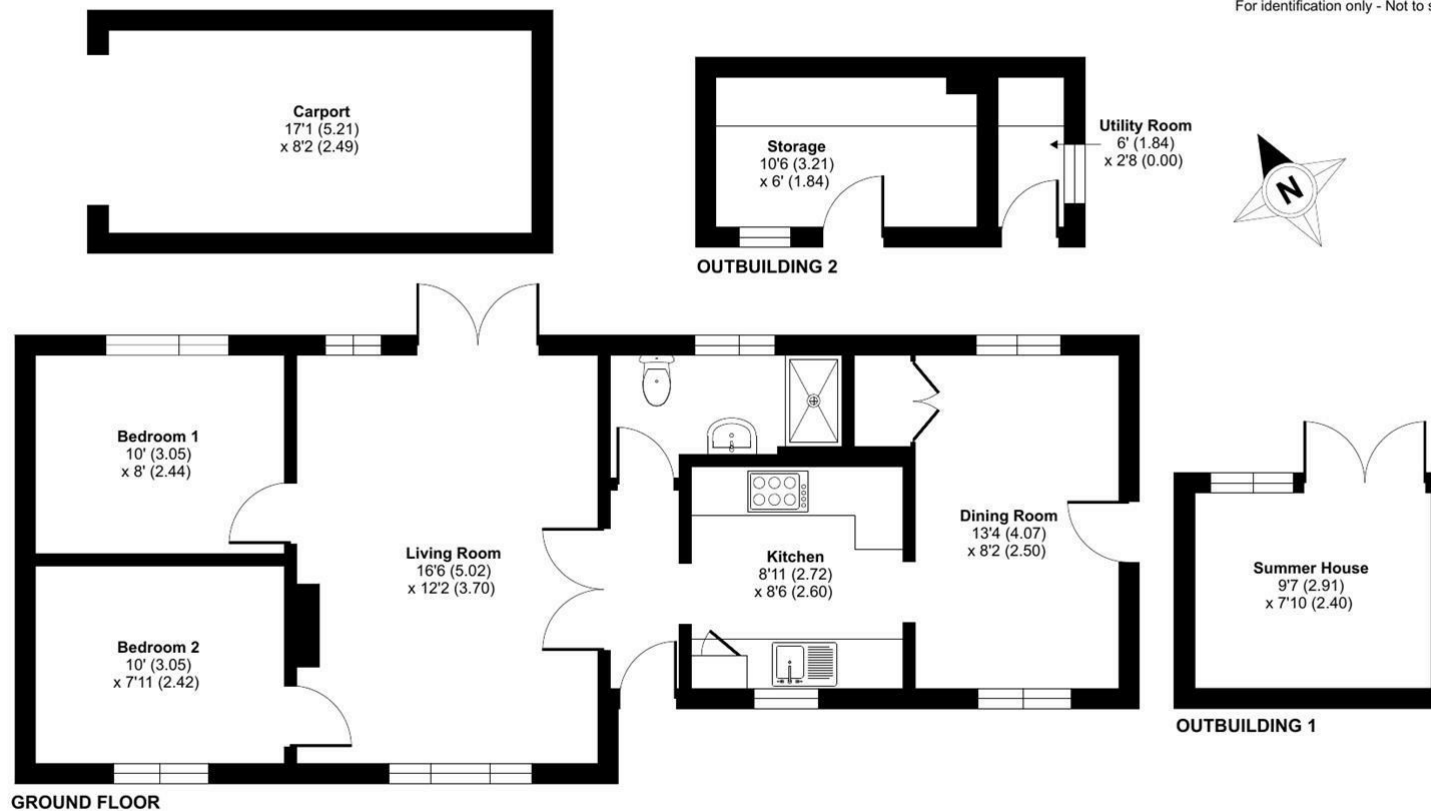 For identification only - Not to s
Carport
17'1 (5.21)
x 8'2 (2.49)
Storage
10'6 (3.21)
x 6' (1.84)
Utility Room
6' (1.84)
x 2'8 (0.00)
N
OUTBUILDING 2
Bedroom 1
10' (3.05)
x 8' (2.44)
Living Room
16'6 (5.02)
x 12'2 (3.70)
Kitchen
8'11 (2.72)
x 8'6 (2.60)
Dining Room
13'4 (4.07)
x 8'2 (2.50)
Summer House
9'7 (2.91)
x 7'10 (2.40)
Bedroom 2
10' (3.05)
x 7'11 (2.42)
OUTBUILDING 1
GROUND FLOOR